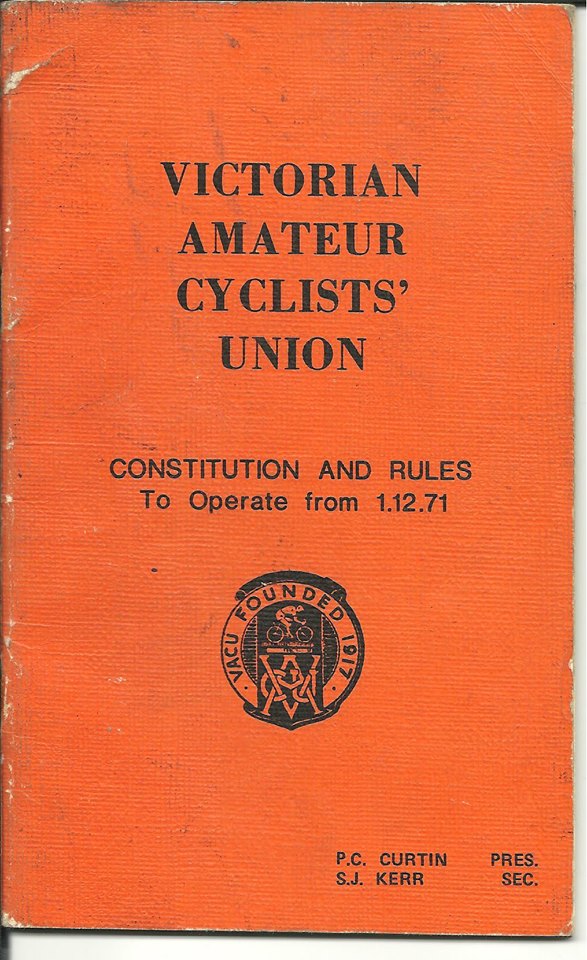 VICTORIAN
AMATEUR
CYCLISTS’
UNION
CONSTITUTION AND RULES
To Operate from 1.12.71
· VACU FOUNDED 1917 ·
P.C. CURTIN PRES.
S.J. KERR SEC.